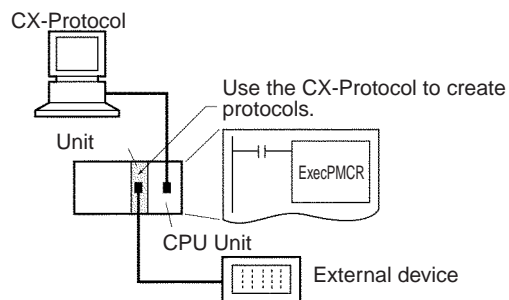 CX-Protocol
Use the CX-Protocol to create
protocols.
Unit
ExecPMCR
CPU Unit
External device